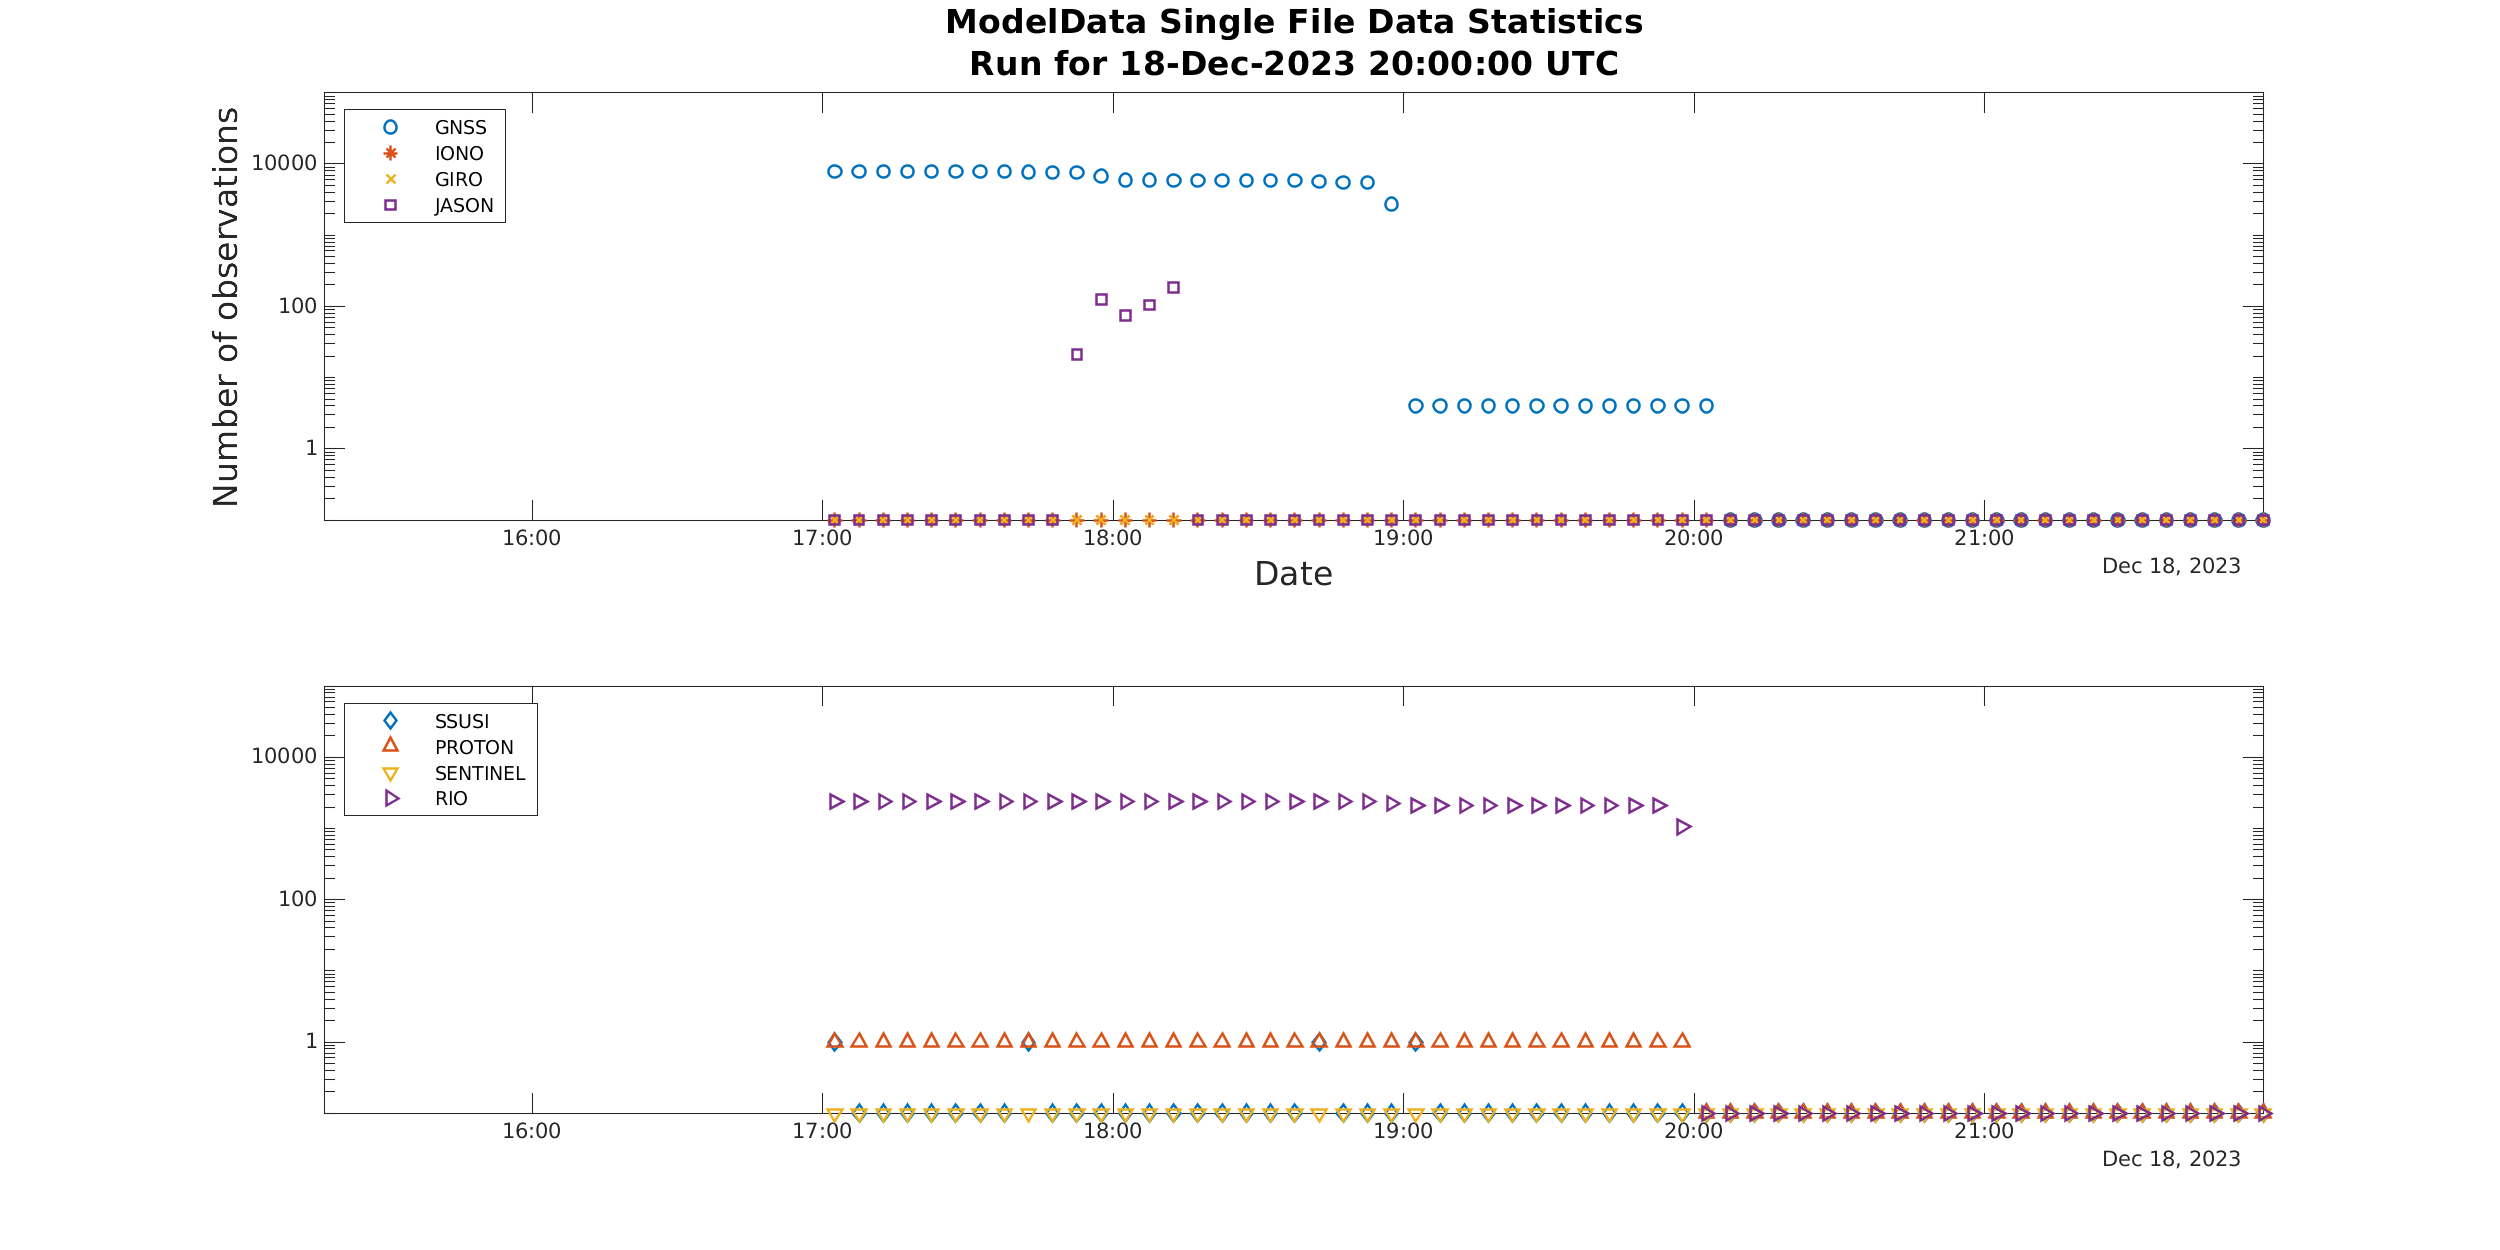 ModelData Single File Data Statistics
Run for 18-Dec-2023 20:00:00 UTC
Number of observations
10000
100
1
GNSS
IONO
GIRO
JASON
16:00 17:00 18:00 19:00 20:00 21:00
Dec 18, 2023
Date
10000
100
1
SSUSI
PROTON
SENTINEL
RIO
16:00 17:00 18:00 19:00 20:00 21:00
Dec 18, 2023